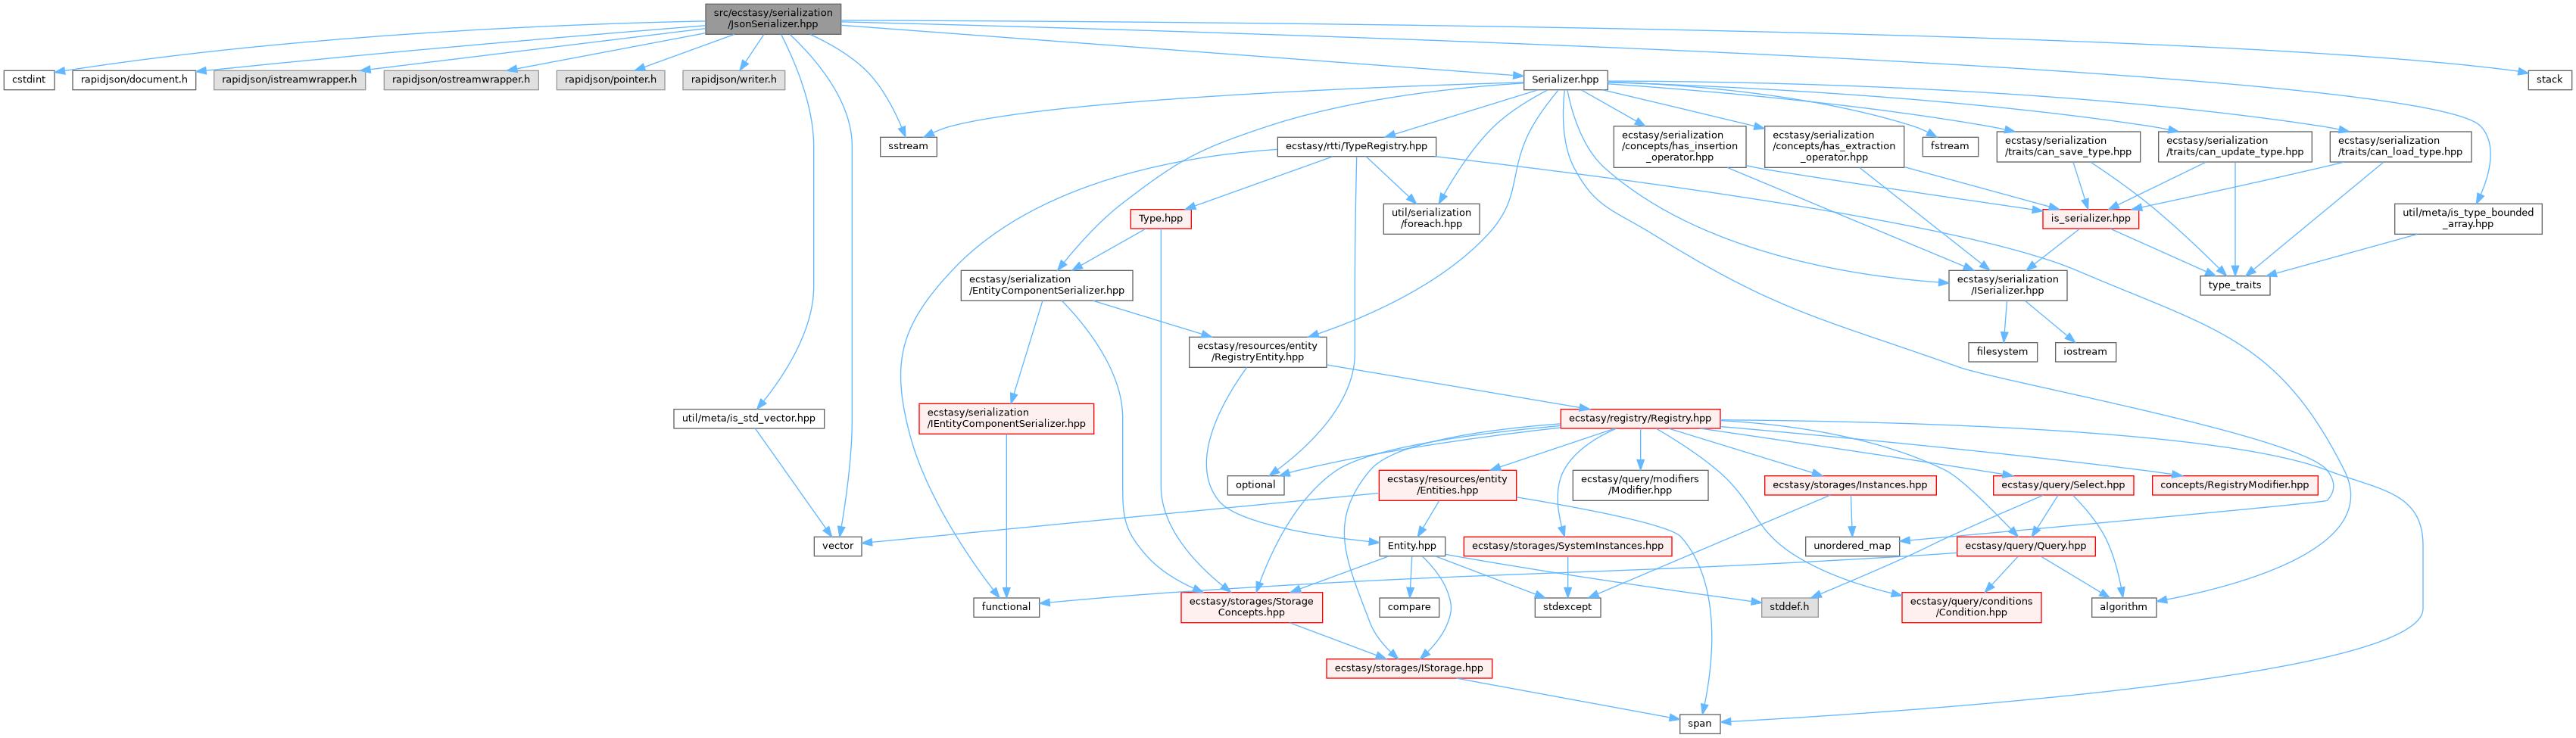 src/ecstasy/serialization
/JsonSerializer.hpp
cstdint
rapidjson/document.h
rapidjson/istreamwrapper.h
rapidjson/ostreamwrapper.h
rapidjson/pointer.h
rapidjson/writer.h
Serializer.hpp
stack
sstream
ecstasy/rtti/TypeRegistry.hpp
ecstasy/serialization
/concepts/has_insertion
_operator.hpp
ecstasy/serialization
/concepts/has_extraction
_operator.hpp
fstream
ecstasy/serialization
/traits/can_save_type.hpp
ecstasy/serialization
/traits/can_update_type.hpp
ecstasy/serialization
/traits/can_load_type.hpp
Type.hpp
util/serialization
/foreach.hpp
is_serializer.hpp
util/meta/is_type_bounded
_array.hpp
ecstasy/serialization
/EntityComponentSerializer.hpp
ecstasy/serialization
/ISerializer.hpp
type_traits
ecstasy/resources/entity
/RegistryEntity.hpp
filesystem
iostream
util/meta/is_std_vector.hpp
ecstasy/serialization
/IEntityComponentSerializer.hpp
ecstasy/registry/Registry.hpp
optional
ecstasy/resources/entity
/Entities.hpp
ecstasy/query/modifiers
/Modifier.hpp
ecstasy/storages/Instances.hpp
ecstasy/query/Select.hpp
concepts/RegistryModifier.hpp
vector
Entity.hpp
ecstasy/storages/SystemInstances.hpp
unordered_map
ecstasy/query/Query.hpp
functional
ecstasy/storages/Storage
Concepts.hpp
compare
stdexcept
stddef.h
ecstasy/query/conditions
/Condition.hpp
algorithm
ecstasy/storages/IStorage.hpp
span